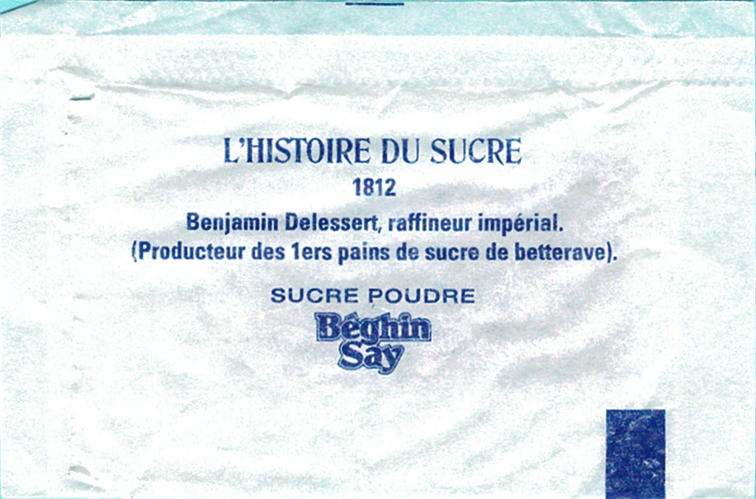 L'HISTOIRE DU SUCRE
1812
Benjamin Delessert, raffineur impérial.
(Producteur des 1ers pains de sucre de betterave).
SUCRE POUDRE
Béghin
Say